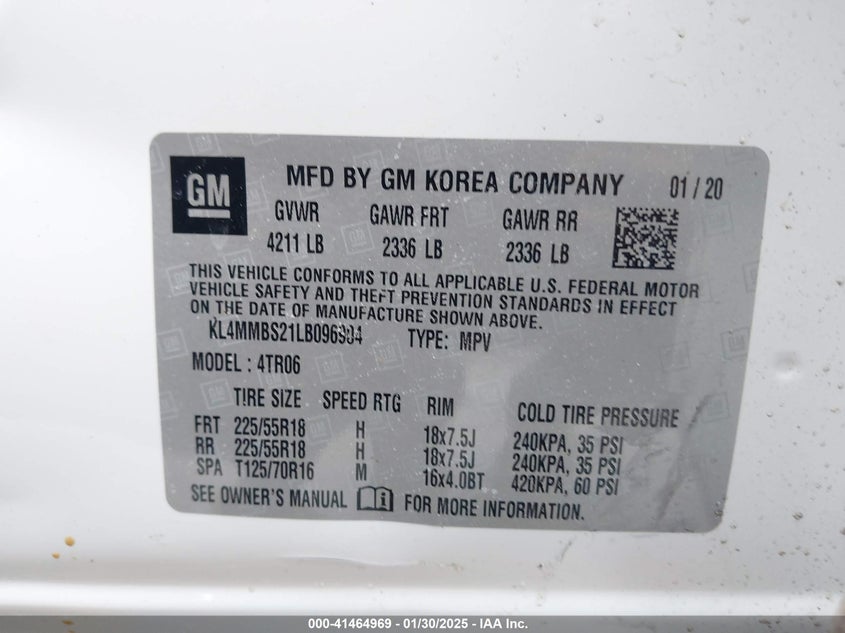 GM
MFD BY GM KOREA COMPANY 01 / 20
GVWR GAWR FRT GAWR RR
4211 LB 2336 LB 2336 LB
THIS VEHICLE CONFORMS TO ALL APPLICABLE U.S. FEDERAL MOTOR
VEHICLE SAFETY AND THEFT PREVENTION STANDARDS IN EFFECT
ON THE DATE OF MANUFACTURE SHOWN ABOVE.
KL4MMBS21LB096904 TYPE: MPV
MODEL : 4TR06
TIRE SIZE SPEED RTG RIM COLD TIRE PRESSURE
FRT 225/55R18 H 18x7.5J 240KPA, 35 PSI
RR 225/55R18 H 18x7.5J 240KPA, 35 PSI
SPA T125/70R16 M 16x4.0BT 420KPA, 60 PSI
SEE OWNER'S MANUAL FOR MORE INFORMATION.
000-41464969 - 01/30/2025 - IAA Inc.